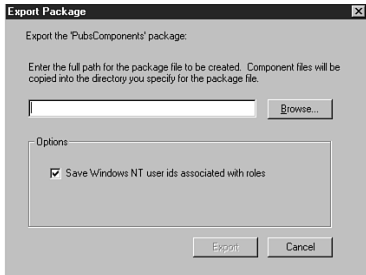 Export Package
Export the 'PubsComponents' package:
Enter the full path for the package file to be created. Component files will be
copied into the directory you specify for the package file.
Browse...
Options
Save Windows NT user ids associated with roles
Export
Cancel